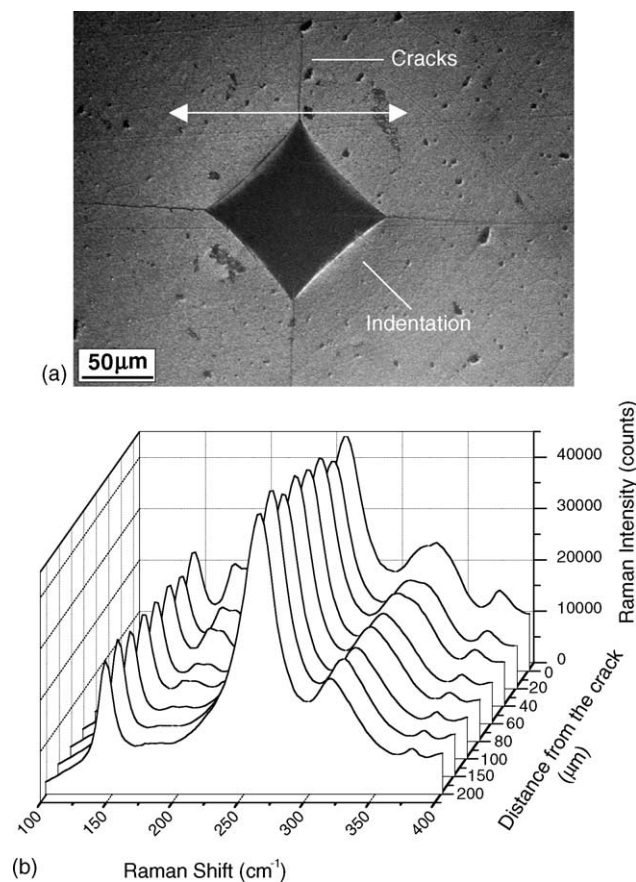 Cracks
Indentation
50µm
(a)
40000
30000
20000
10000
0
Raman Intensity (counts)
0
20
40
60
80
100
150
200
Distance from the crack
(µm)
100
150
200
250
300
350
400
(b)
Raman Shift (cm⁻¹)